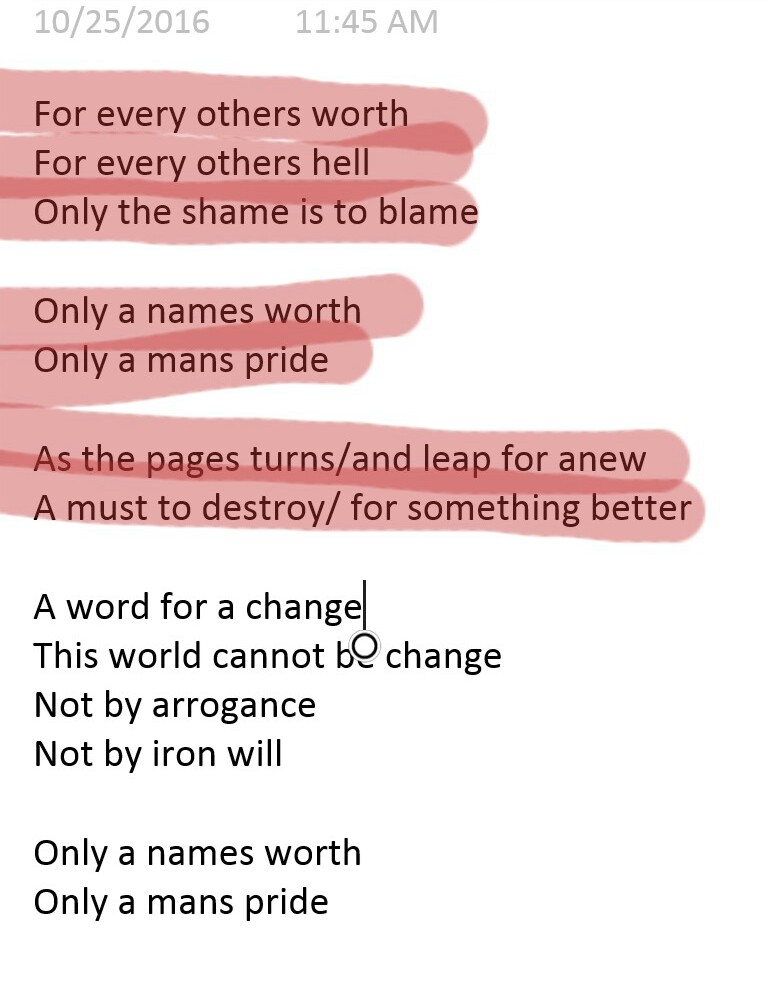 10/25/2016 11:45 AM
For every others worth
For every others hell
Only the shame is to blame
Only a names worth
Only a mans pride
As the pages turns/and leap for anew
A must to destroy/ for something better
A word for a change
This world cannot be change
Not by arrogance
Not by iron will
Only a names worth
Only a mans pride